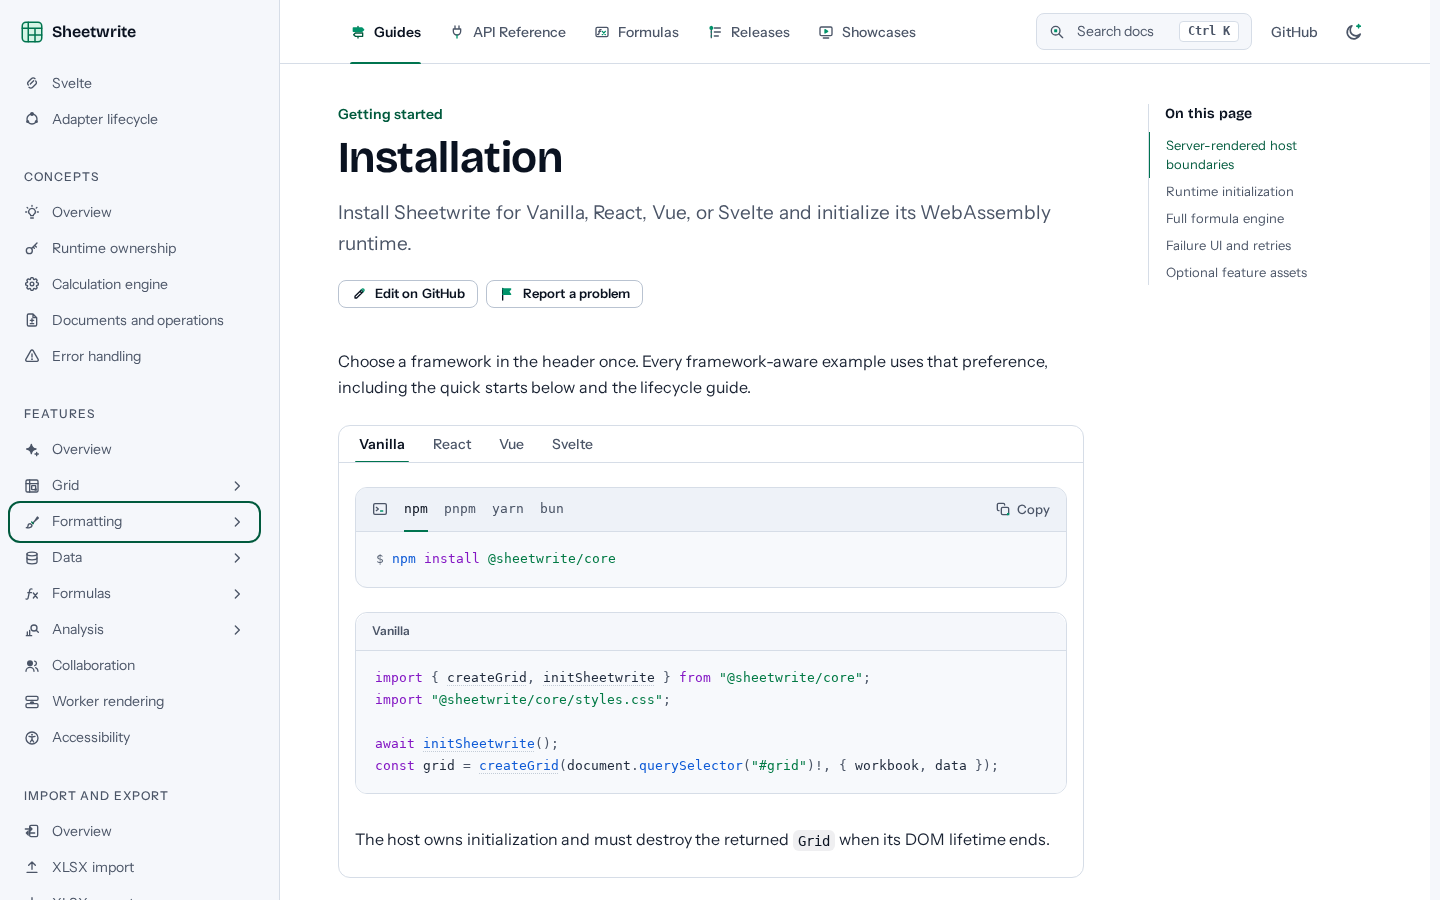 Sheetwrite
Svelte
Adapter lifecycle
CONCEPTS
Overview
Runtime ownership
Calculation engine
Documents and operations
Error handling
FEATURES
Overview
Grid
Formatting
Data
Formulas
Analysis
Collaboration
Worker rendering
Accessibility
IMPORT AND EXPORT
Overview
XLSX import
Guides
API Reference
Formulas
Releases
Showcases
Search docs
Ctrl K
GitHub
Getting started
Installation
Install Sheetwrite for Vanilla, React, Vue, or Svelte and initialize its WebAssembly
runtime.
Edit on GitHub
Report a problem
Choose a framework in the header once. Every framework-aware example uses that preference,
including the quick starts below and the lifecycle guide.
Vanilla React Vue Svelte
npm pnpm yarn bun
Copy
$ npm install @sheetwrite/core
Vanilla
import { createGrid, initSheetwrite } from "@sheetwrite/core";
import "@sheetwrite/core/styles.css";
await initSheetwrite();
const grid = createGrid(document.querySelector("#grid")!, { workbook, data });
The host owns initialization and must destroy the returned Grid when its DOM lifetime ends.
On this page
Server-rendered host
boundaries
Runtime initialization
Full formula engine
Failure UI and retries
Optional feature assets